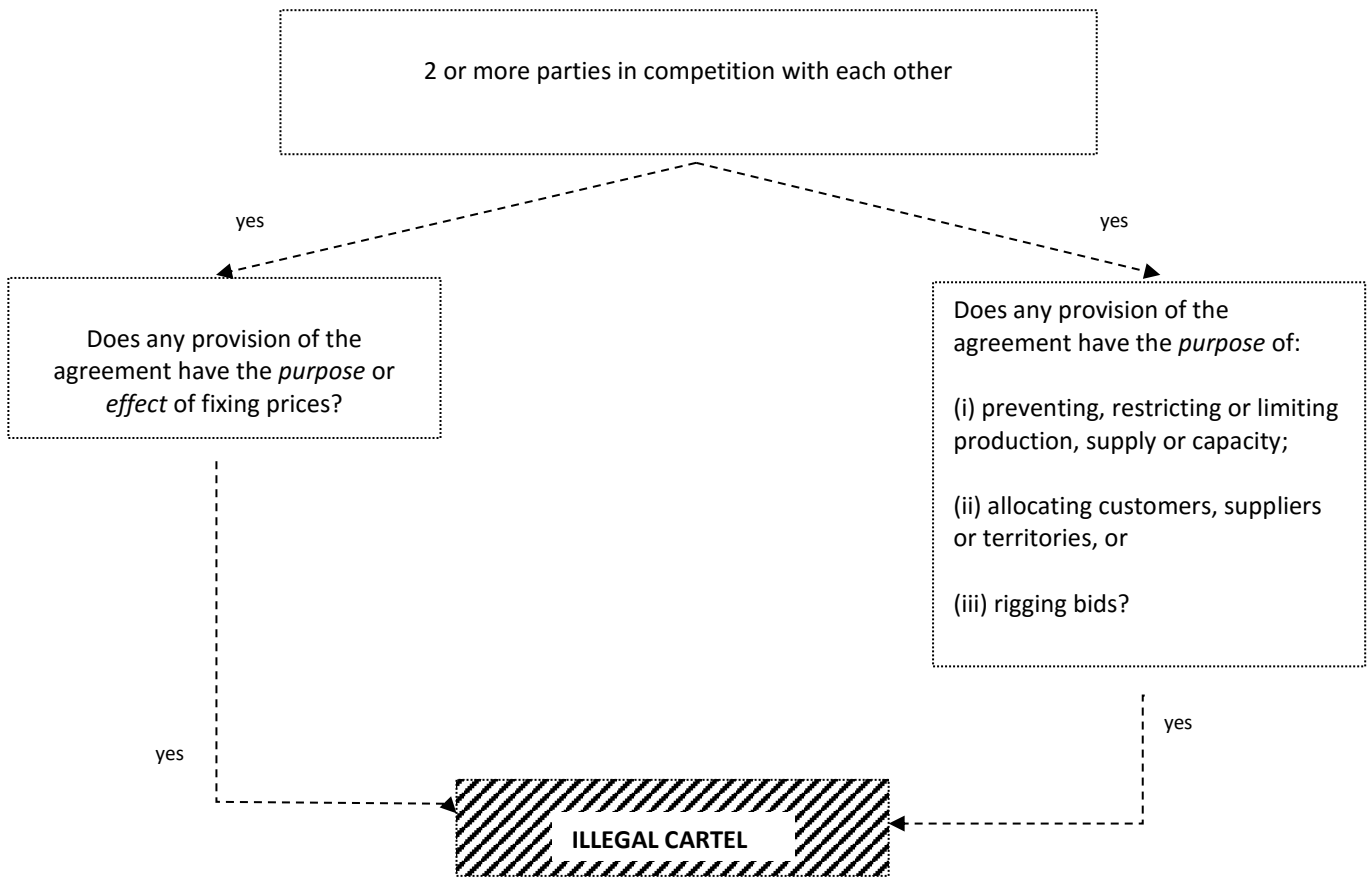 2 or more parties in competition with each other
yes
yes
Does any provision of the
agreement have the purpose or
effect of fixing prices?
Does any provision of the
agreement have the purpose of:
(i) preventing, restricting or limiting
production, supply or capacity;
(ii) allocating customers, suppliers
or territories, or
(iii) rigging bids?
yes
yes
ILLEGAL CARTEL